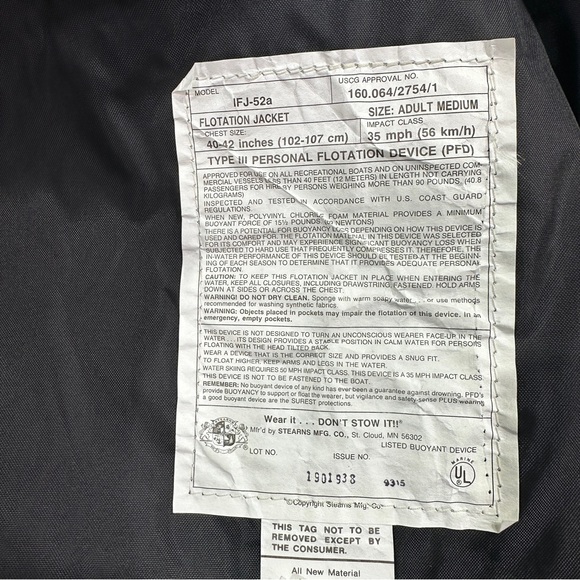 MODEL IFJ-52a
USCG APPROVAL NO. 160.064/2754/1
FLOTATION JACKET
SIZE: ADULT MEDIUM
CHEST SIZE: 40-42 inches (102-107 cm)
IMPACT CLASS 35 mph (56 km/h)
TYPE III PERSONAL FLOTATION DEVICE (PFD)
APPROVED FOR USE ON ALL RECREATIONAL BOATS AND ON UNINSPECTED COM-
MERCIAL VESSELS LESS THAN 40 FEET (12 METERS) IN LENGTH NOT CARRYING
PASSENGERS FOR HIRE BY PERSONS WEIGHING MORE THAN 90 POUNDS. (40.8
KILOGRAMS)
INSPECTED AND TESTED IN ACCORDANCE WITH U.S. COAST GUARD
REGULATIONS.
WHEN NEW, POLYVINYL CHLORIDE FOAM MATERIAL PROVIDES A MINIMUM
BUOYANT FORCE OF 15½ POUNDS. NEWTONS)
THERE IS A POTENTIAL FOR BUOYANCY LOSS DEPENDING ON HOW THIS DEVICE IS
USED AND CARED FOR. THE FLOTATION MATERIAL IN THIS DEVICE WAS SELECTED
FOR ITS COMFORT AND MAY EXPERIENCE SIGNIFICANT BUOYANCY LOSS WHEN
SUBJECTED TO HARD USE THAT FREQUENTLY COMPRESSES IT. THEREFORE, THE
IN-WATER PERFORMANCE OF THIS DEVICE SHOULD BE TESTED AT THE BEGINN-
ING OF EACH SEASON TO DETERMINE THAT IT PROVIDES ADEQUATE PERSONAL
FLOTATION.
CAUTION: TO KEEP THIS FLOTATION JACKET IN PLACE WHEN ENTERING THE
WATER, KEEP ALL CLOSURES, INCLUDING DRAWSTRING, FASTENED. HOLD ARMS
DOWN AT SIDES OR ACROSS THE CHEST.
WARNING! DO NOT DRY CLEAN. Sponge with warm soapy water . . . or use methods
recommended for washing synthetic fabrics.
WARNING: Objects placed in pockets may impair the flotation of this device. In an
emergency, empty pockets.
THIS DEVICE IS NOT DESIGNED TO TURN AN UNCONSCIOUS WEARER FACE-UP IN THE
WATER . . . ITS DESIGN PROVIDES A STABLE POSITION IN CALM WATER FOR PERSONS
FLOATING WITH THE HEAD TILTED BACK.
WEAR A DEVICE THAT IS THE CORRECT SIZE AND PROVIDES A SNUG FIT.
TO FLOAT HIGHER, KEEP ARMS AND LEGS IN THE WATER.
WATER SKIING REQUIRES 50 MPH IMPACT CLASS. THIS DEVICE IS A 35 MPH IMPACT CLASS.
THIS DEVICE IS NOT TO BE FASTENED TO THE BOAT.
REMEMBER: No buoyant device of any kind has ever been a guarantee against drowning. PFD's
provide BUOYANCY to support or float the wearer, but vigilance and safety-sense PLUS wearing
a good buoyant device are the SUREST protections.
Wear it . . . DON'T STOW IT!!®
Mfr'd by STEARNS MFG. CO., St. Cloud, MN 56302
LISTED BUOYANT DEVICE
LOT NO.
ISSUE NO.
MARINE
UL
1901938
9315
©Copyright Stearns Mfg. Co.
THIS TAG NOT TO BE
REMOVED EXCEPT BY
THE CONSUMER.
All New Material